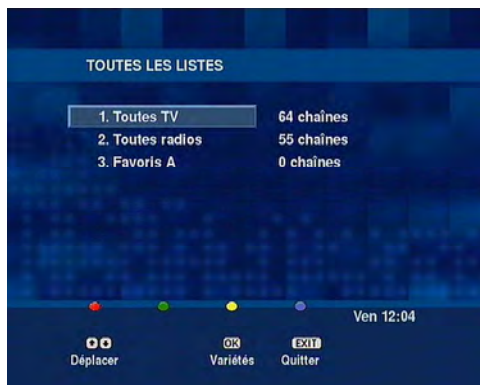 TOUTES LES LISTES
1. Toutes TV 64 chaînes
2. Toutes radios 55 chaînes
3. Favoris A 0 chaînes
Ven 12:04
OK EXIT
Déplacer Variétés Quitter